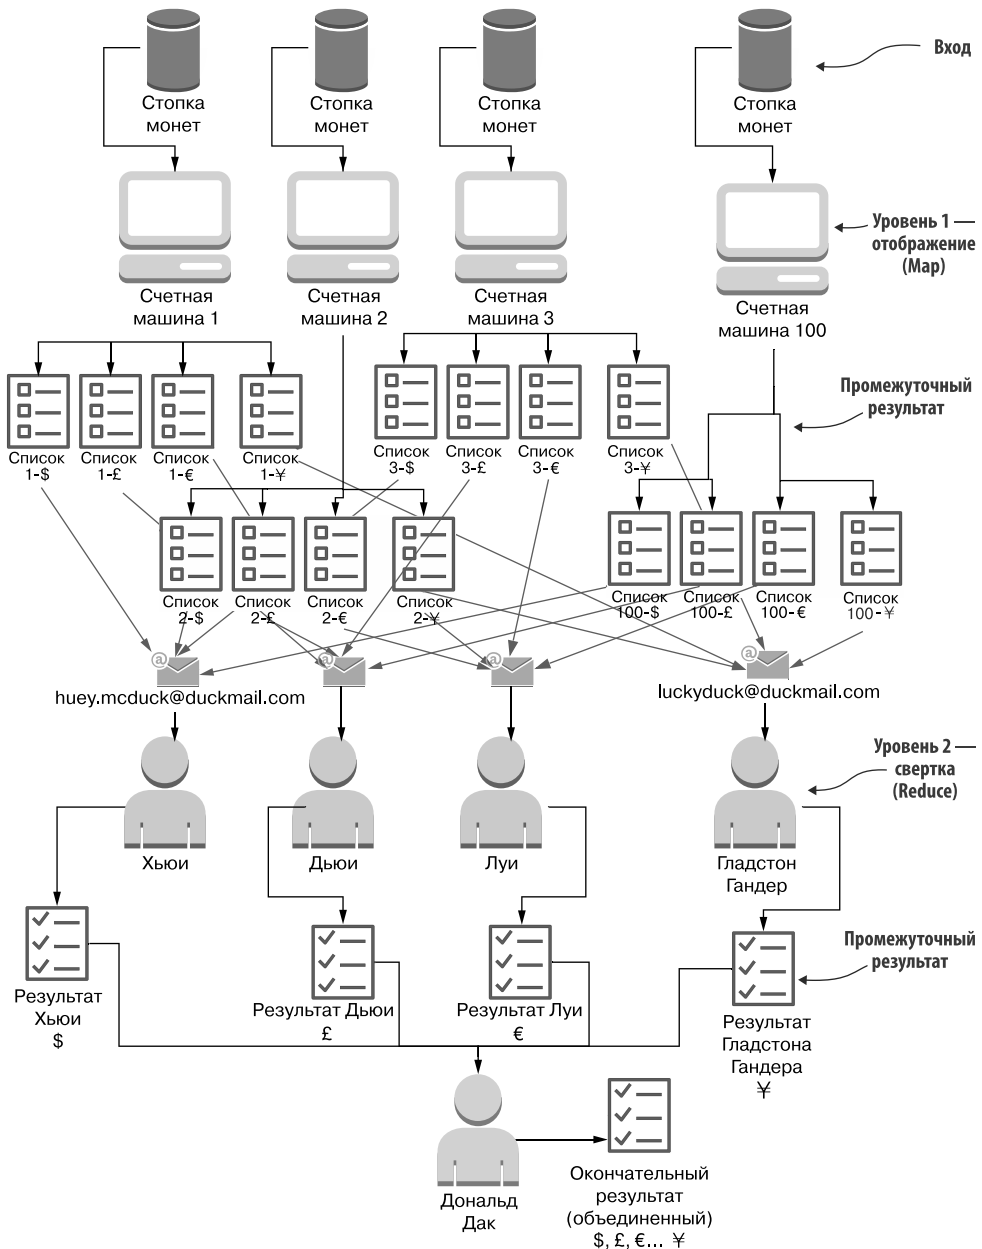 Вход
Стопка
монет
Стопка
монет
Стопка
монет
Стопка
монет
Уровень 1 —
отображение
(Map)
Счетная
машина 1
Счетная
машина 2
Счетная
машина 3
Счетная
машина 100
Промежуточный
результат
Список
1-$
Список
1-£
Список
1-€
Список
1-¥
Список
3-$
Список
3-£
Список
3-€
Список
3-¥
Список
2-$
Список
2-£
Список
2-€
Список
2-¥
Список
100-$
Список
100-£
Список
100-€
Список
100-¥
@
@
@
@
huey.mcduck@duckmail.com
luckyduck@duckmail.com
Уровень 2 —
свертка
(Reduce)
Хьюи
Дьюи
Луи
Гладстон
Гандер
Промежуточный
результат
Результат
Хьюи
$
Результат Дьюи
£
Результат Луи
€
Результат
Гладстона
Гандера
¥
Дональд
Дак
Окончательный
результат
(объединенный)
$, £, €... ¥